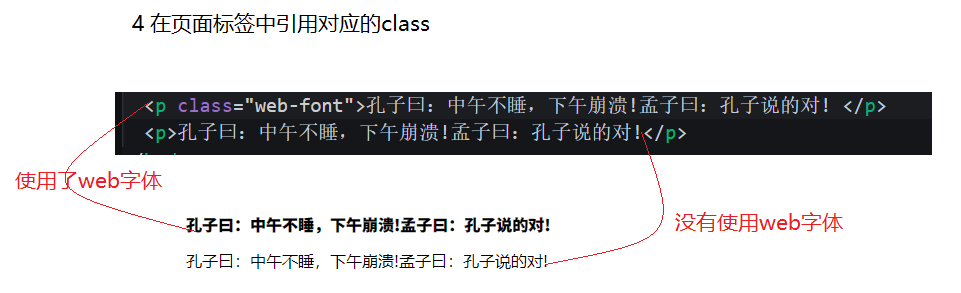 4 在页面标签中引用对应的class
<p class="web-font">孔子曰：中午不睡，下午崩溃!孟子曰：孔子说的对! </p>
<p>孔子曰：中午不睡，下午崩溃!孟子曰：孔子说的对!</p>
使用了web字体
孔子曰：中午不睡，下午崩溃!孟子曰：孔子说的对!
没有使用web字体
孔子曰：中午不睡，下午崩溃!孟子曰：孔子说的对!